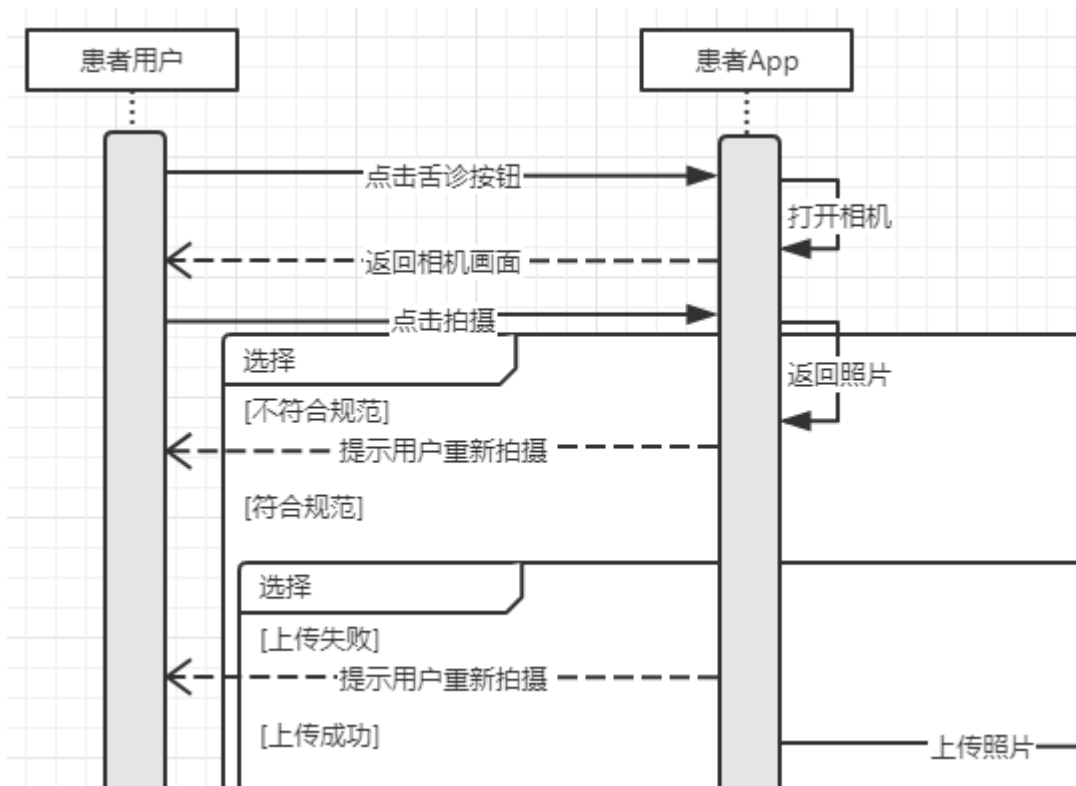 患者用户
患者App
点击舌诊按钮
打开相机
返回相机画面
点击拍摄
选择
返回照片
[不符合规范]
提示用户重新拍摄
[符合规范]
选择
[上传失败]
提示用户重新拍摄
[上传成功]
上传照片